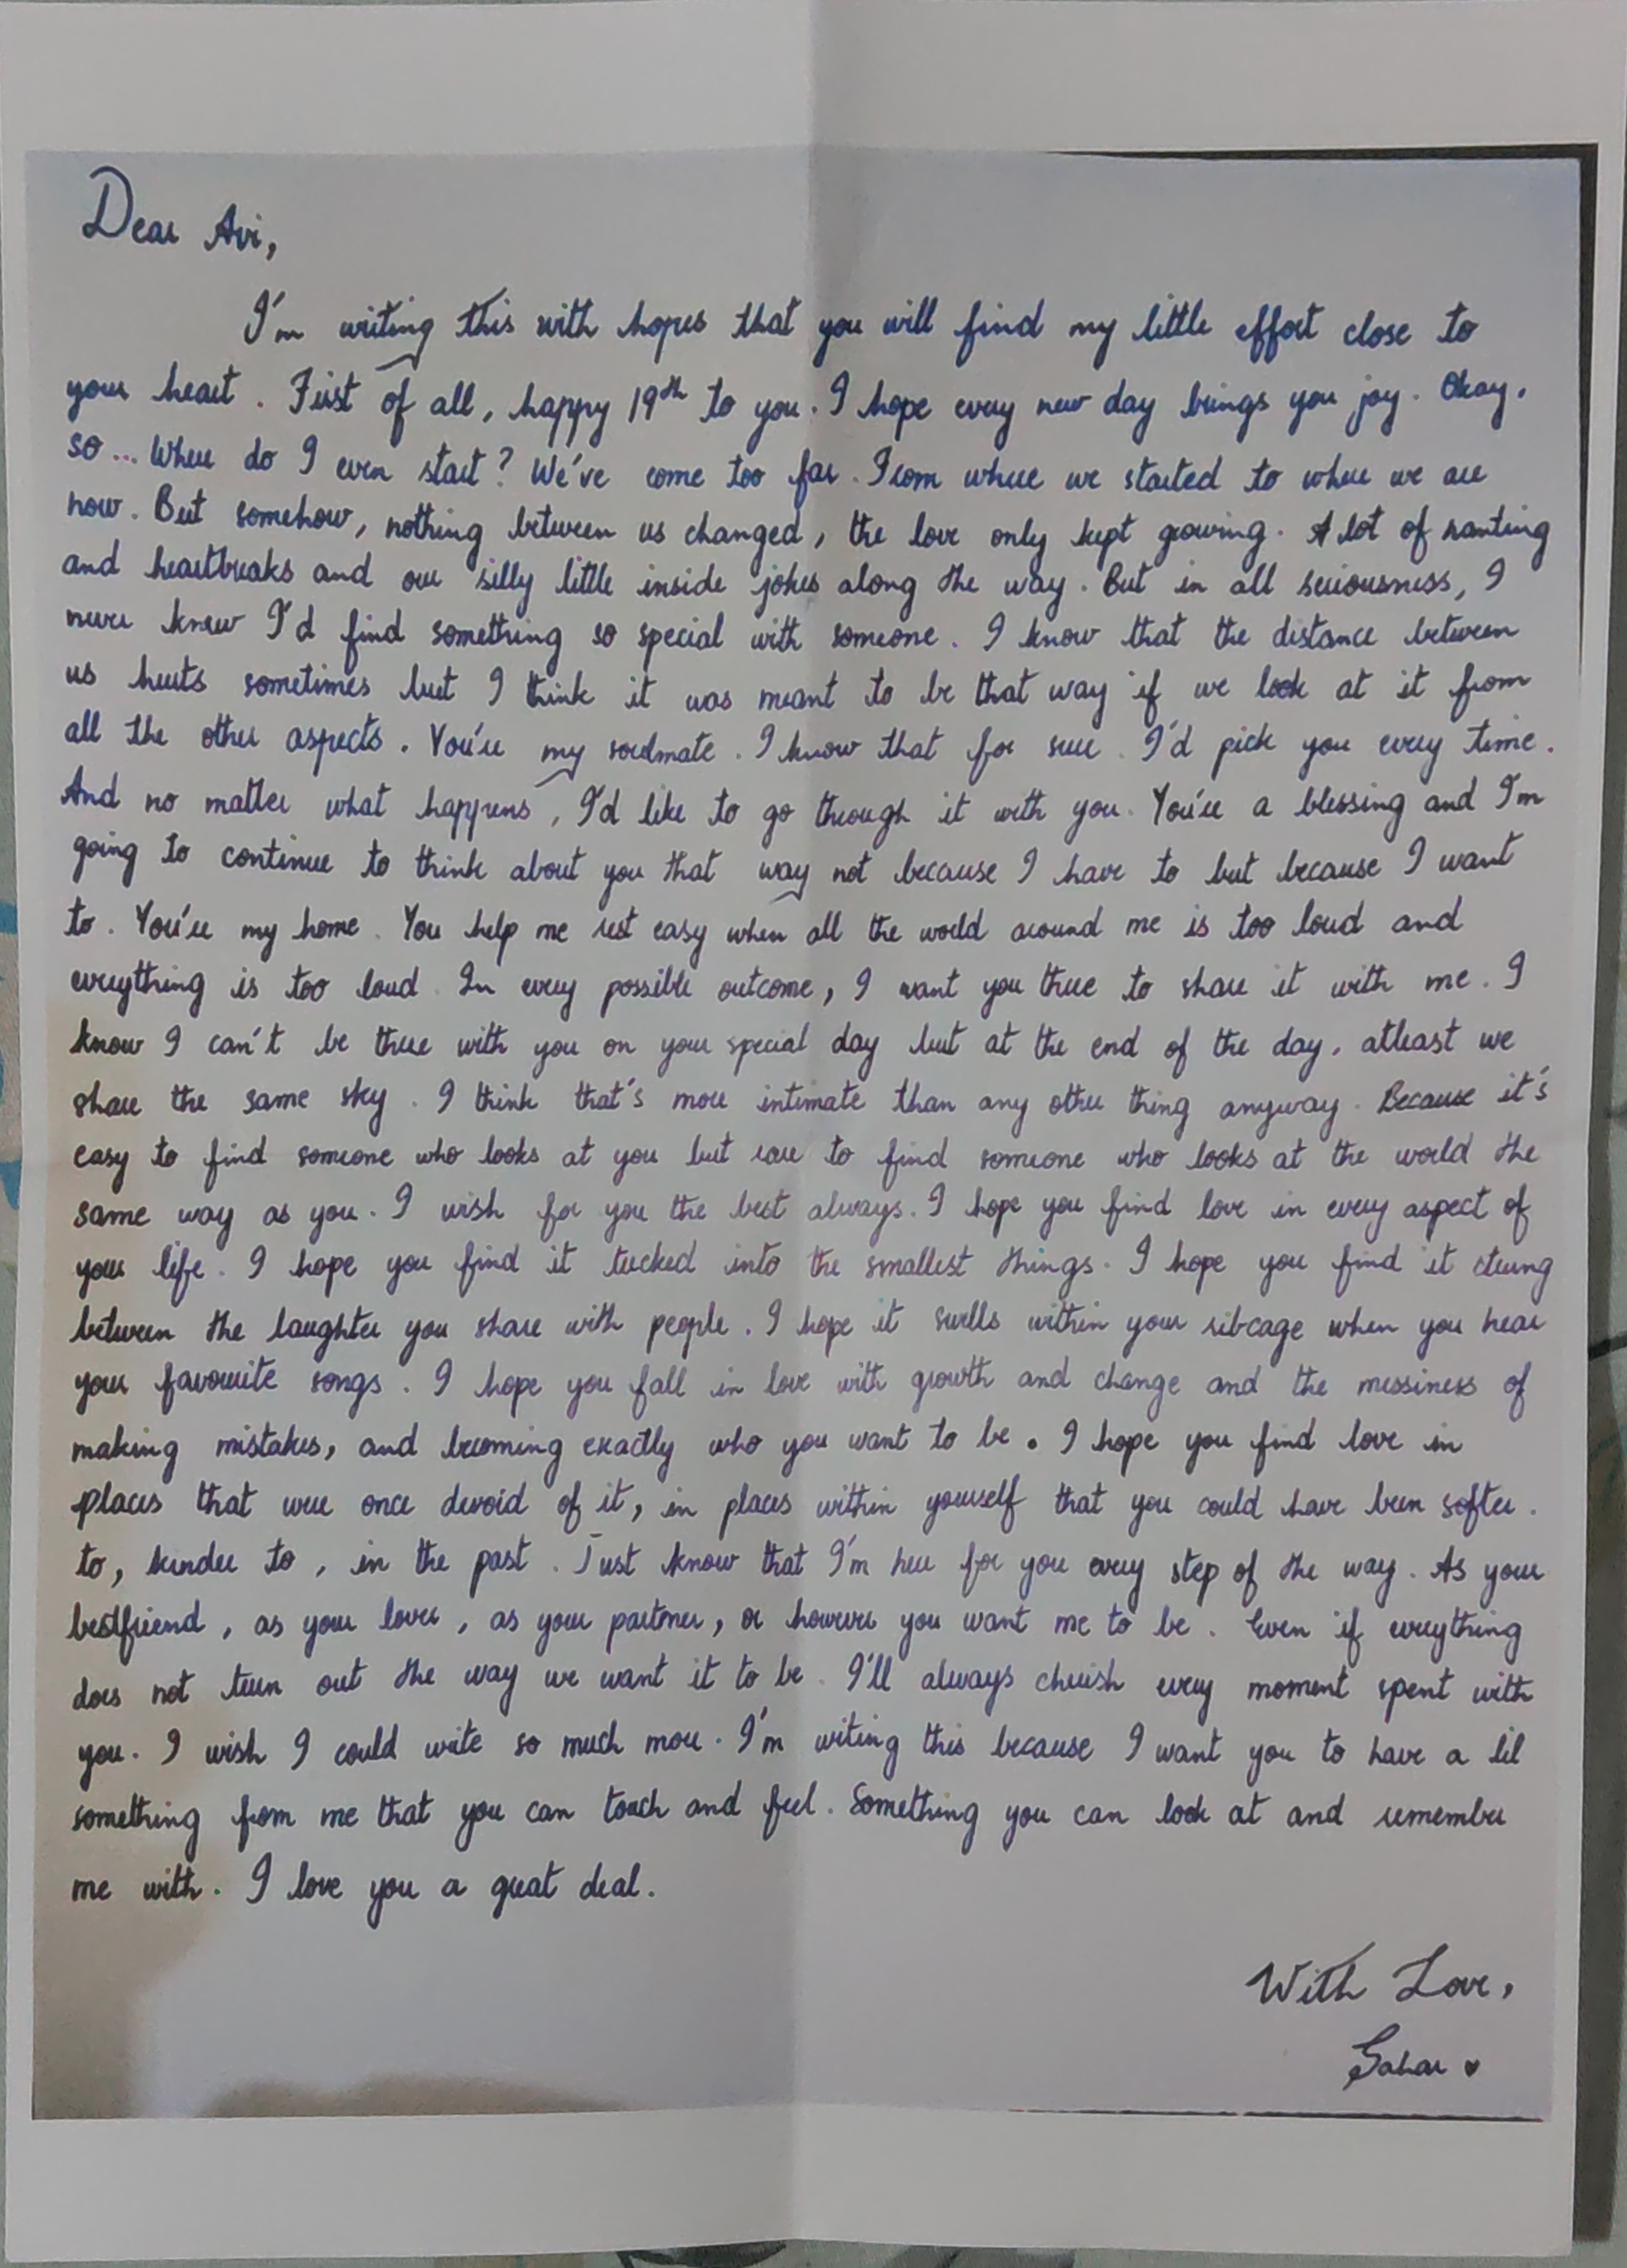 Dear Avi,
I'm writing this with hopes that you will find my little effort close to
your heart. First of all, happy 19th to you. I hope every new day brings you joy. Okay,
so... Where do I even start? We've come too far. From where we started to where we are
now. But somehow, nothing between us changed, the love only kept growing. A lot of ranting
and heartbreaks and our silly little inside jokes along the way. But in all seriousness, I
never knew I'd find something so special with someone. I know that the distance between
us hurts sometimes but I think it was meant to be that way if we look at it from
all the other aspects. You're my soulmate. I know that for sure. I'd pick you every time.
And no matter what happens, I'd like to go through it with you. You're a blessing and I'm
going to continue to think about you that way not because I have to but because I want
to. You're my home. You help me rest easy when all the world around me is too loud and
everything is too loud. In every possible outcome, I want you there to share it with me. I
know I can't be there with you on your special day but at the end of the day, atleast we
share the same sky. I think that's more intimate than any other thing anyway. Because it's
easy to find someone who looks at you but rare to find someone who looks at the world the
same way as you. I wish for you the best always. I hope you find love in every aspect of
your life. I hope you find it tucked into the smallest things. I hope you find it strung
between the laughter you share with people. I hope it swells within your ribcage when you hear
your favourite songs. I hope you fall in love with growth and change and the messiness of
making mistakes, and becoming exactly who you want to be. I hope you find love in
places that were once devoid of it, in places within yourself that you could have been softer.
to, kinder to, in the past. Just know that I'm here for you every step of the way. As your
bestfriend, as your lover, as your partner, or however you want me to be. Even if everything
does not turn out the way we want it to be. I'll always cherish every moment spent with
you. I wish I could write so much more. I'm writing this because I want you to have a lil
something from me that you can touch and feel. Something you can look at and remember
me with. I love you a great deal.
With Love,
Sahar ♥